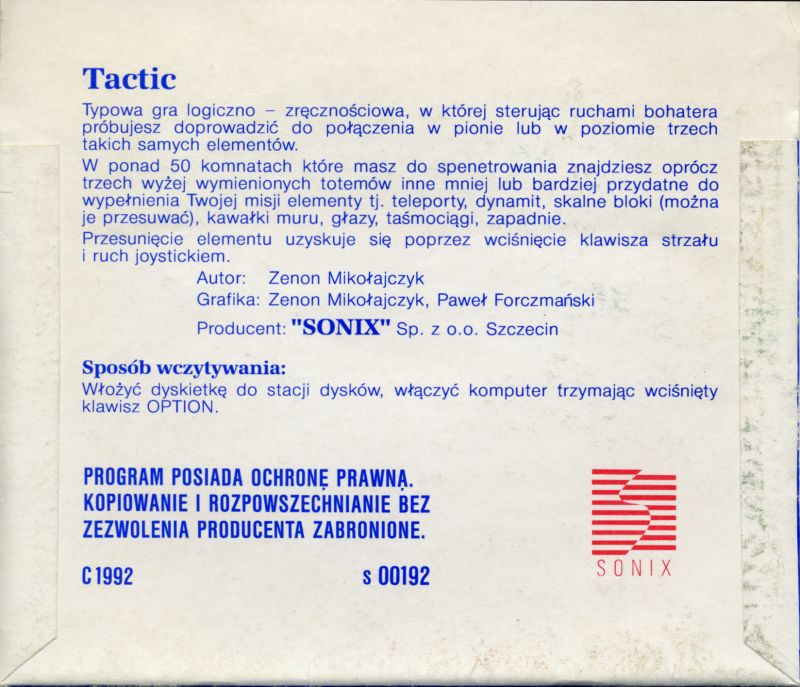 Tactic
Typowa gra logiczno – zręcznościowa, w której sterując ruchami bohatera
próbujesz doprowadzić do połączenia w pionie lub w poziomie trzech
takich samych elementów.
W ponad 50 komnatach które masz do spenetrowania znajdziesz oprócz
trzech wyżej wymienionych totemów inne mniej lub bardziej przydatne do
wypełnienia Twojej misji elementy tj. teleporty, dynamit, skalne bloki (można
je przesuwać), kawałki muru, głazy, taśmociągi, zapadnie.
Przesunięcie elementu uzyskuje się poprzez wciśnięcie klawisza strzału
i ruch joystickiem.
Autor: Zenon Mikołajczyk
Grafika: Zenon Mikołajczyk, Paweł Forczmański
Producent: "SONIX" Sp. z o.o. Szczecin
Sposób wczytywania:
Włożyć dyskietkę do stacji dysków, włączyć komputer trzymając wciśnięty
klawisz OPTION.
PROGRAM POSIADA OCHRONĘ PRAWNĄ.
KOPIOWANIE I ROZPOWSZECHNIANIE BEZ
ZEZWOLENIA PRODUCENTA ZABRONIONE.
C 1992 s 00192
SONIX